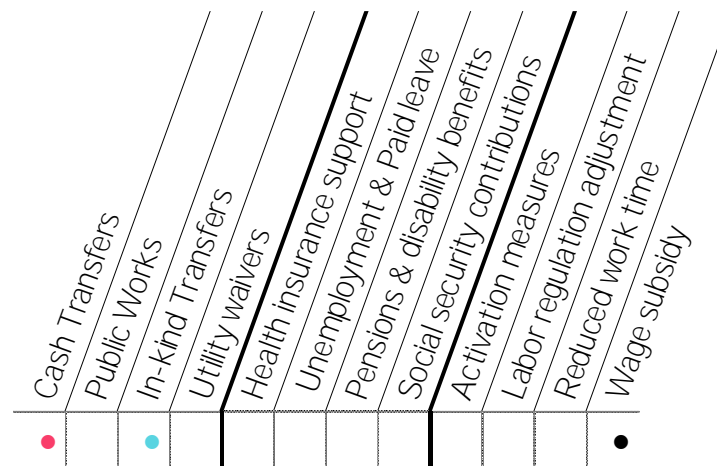 Cash Transfers
Public Works
In-kind Transfers
Utility waivers
Health insurance support
Unemployment & Paid leave
Pensions & disability benefits
Social security contributions
Activation measures
Labor regulation adjustment
Reduced work time
Wage subsidy